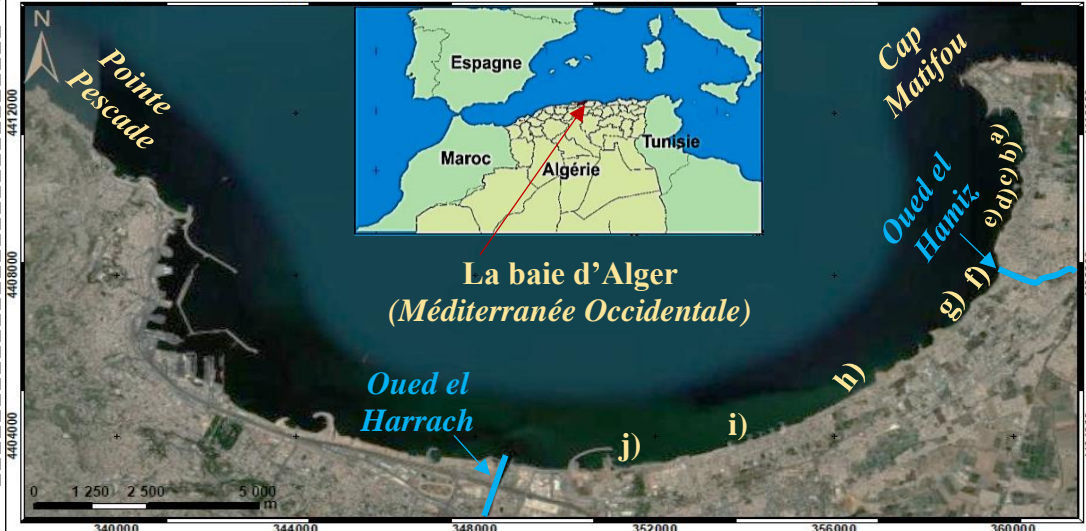 N
Pointe
Pescade
Espagne
Maroc
Algérie
Tunisie
Cap
Matifou
a)
b)
c)
d)
e)
Oued el
Hamiz
f)
g)
h)
i)
j)
La baie d’Alger
(Méditerranée Occidentale)
Oued el
Harrach
4412000
4408000
4404000
0 1 250 2 500 5 000
m
340000 344000 348000 352000 356000 360000